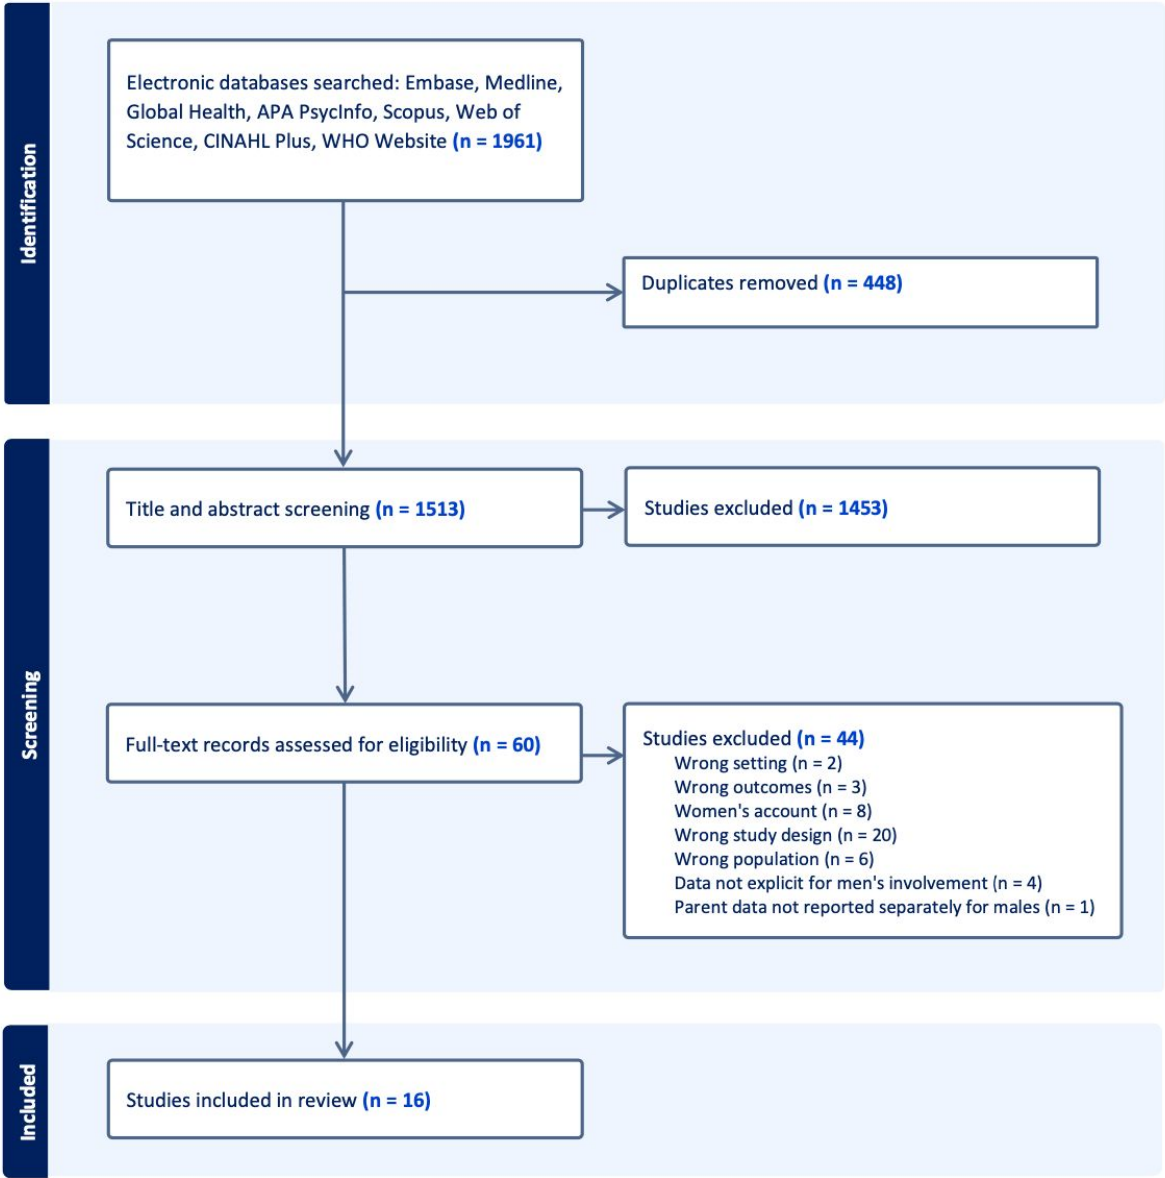 Identification
Electronic databases searched: Embase, Medline,
Global Health, APA PsycInfo, Scopus, Web of
Science, CINAHL Plus, WHO Website (n = 1961)
Duplicates removed (n = 448)
Screening
Title and abstract screening (n = 1513)
Studies excluded (n = 1453)
Full-text records assessed for eligibility (n = 60)
Studies excluded (n = 44)
Wrong setting (n = 2)
Wrong outcomes (n = 3)
Women's account (n = 8)
Wrong study design (n = 20)
Wrong population (n = 6)
Data not explicit for men's involvement (n = 4)
Parent data not reported separately for males (n = 1)
Included
Studies included in review (n = 16)